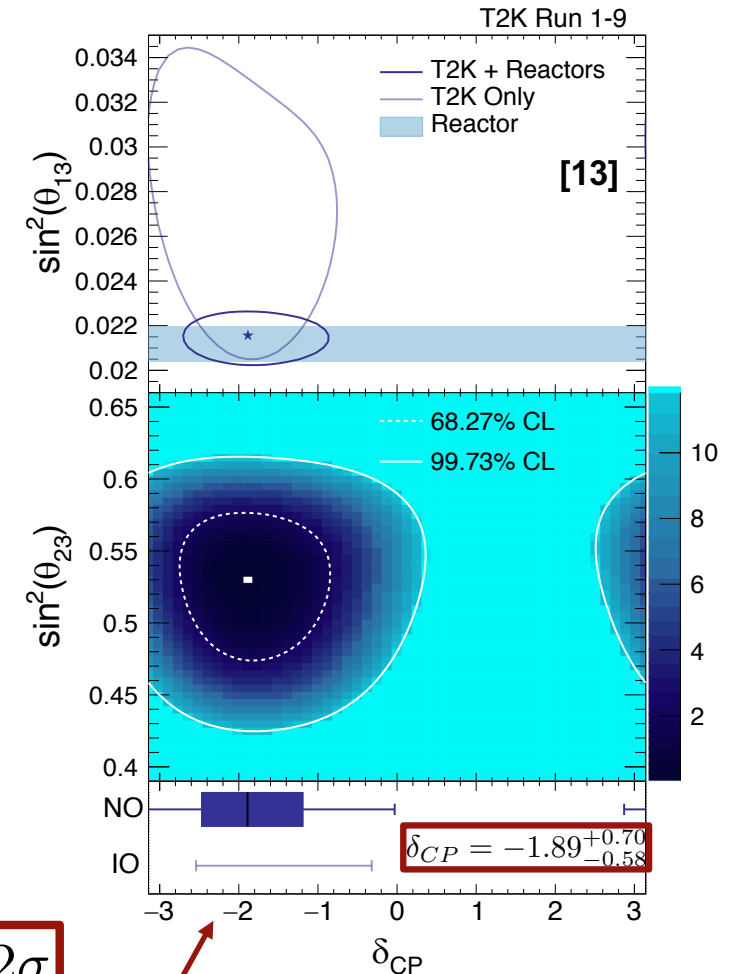 T2K Run 1-9
0.034
0.032
0.03
0.028
0.026
0.024
0.022
0.02
sin²(θ₁₃)
T2K + Reactors
T2K Only
Reactor
[13]
0.65
0.6
0.55
0.5
0.45
0.4
sin²(θ₂₃)
68.27% CL
99.73% CL
10
8
6
4
2
NO
IO
δ_CP = −1.89^{+0.70}_{−0.58}
−3 −2 −1 0 1 2 3
δ_CP
2σ